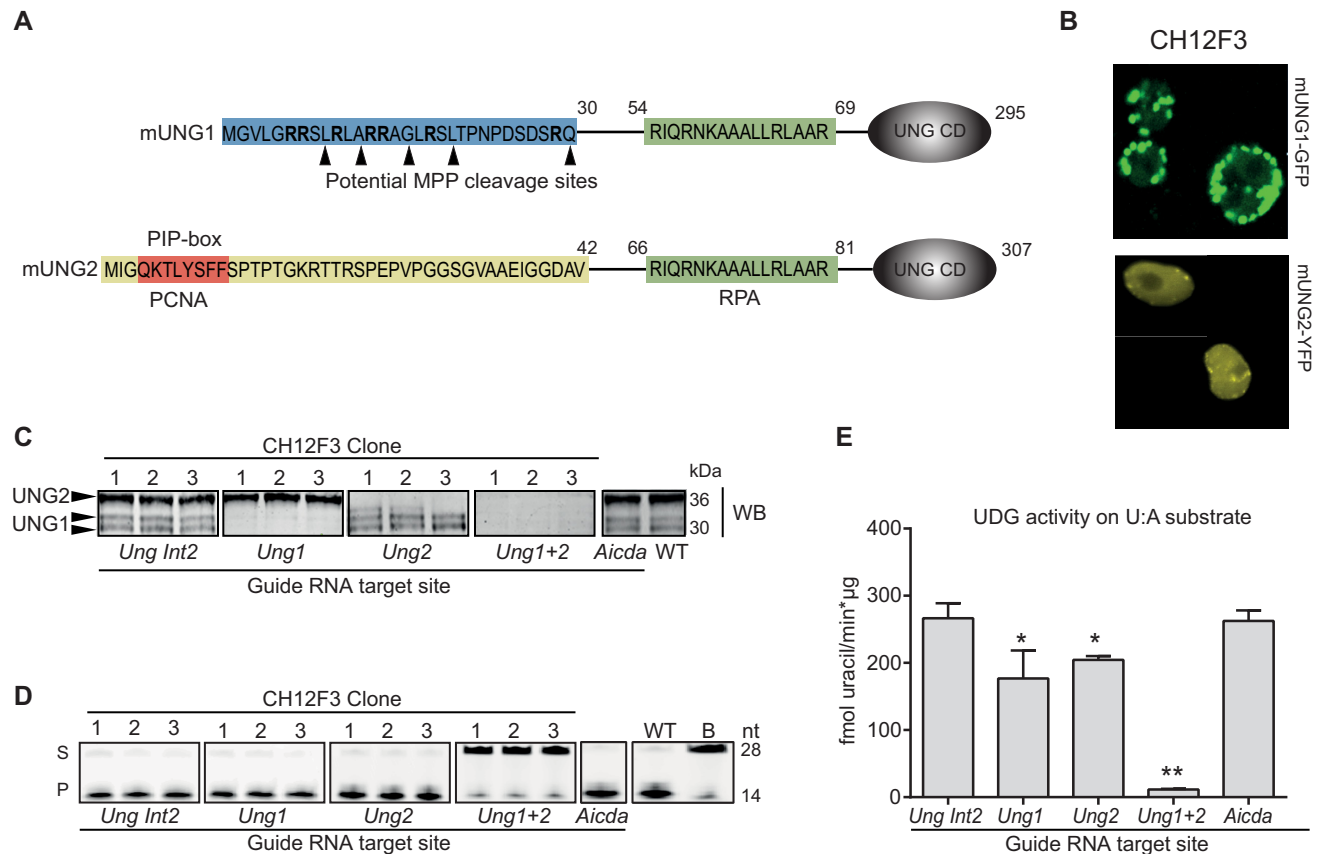 A
30 54 69 295
mUNG1 MGVLGRRSLRLARRAGLRSLTPNPDSDSRQ RIQRNKAAALLRLAAR UNG CD
Potential MPP cleavage sites
PIP-box
42 66 81 307
mUNG2 MIGQKTLYSFFSPTPTGKRTTRSPEPVPGGSGVAAEIGGDAV RIQRNKAAALLRLAAR UNG CD
PCNA RPA
B
CH12F3
mUNG1-GFP
mUNG2-YFP
C
CH12F3 Clone
1 2 3 1 2 3 1 2 3 1 2 3 kDa
UNG2 36
UNG1 30
WB
Ung Int2 Ung1 Ung2 Ung1+2 Aicda WT
Guide RNA target site
D
CH12F3 Clone
1 2 3 1 2 3 1 2 3 1 2 3 WT B nt
S 28
P 14
Ung Int2 Ung1 Ung2 Ung1+2 Aicda
Guide RNA target site
E
UDG activity on U:A substrate
fmol uracil/min*µg
400
300
200
100
0
* * **
Ung Int2 Ung1 Ung2 Ung1+2 Aicda
Guide RNA target site